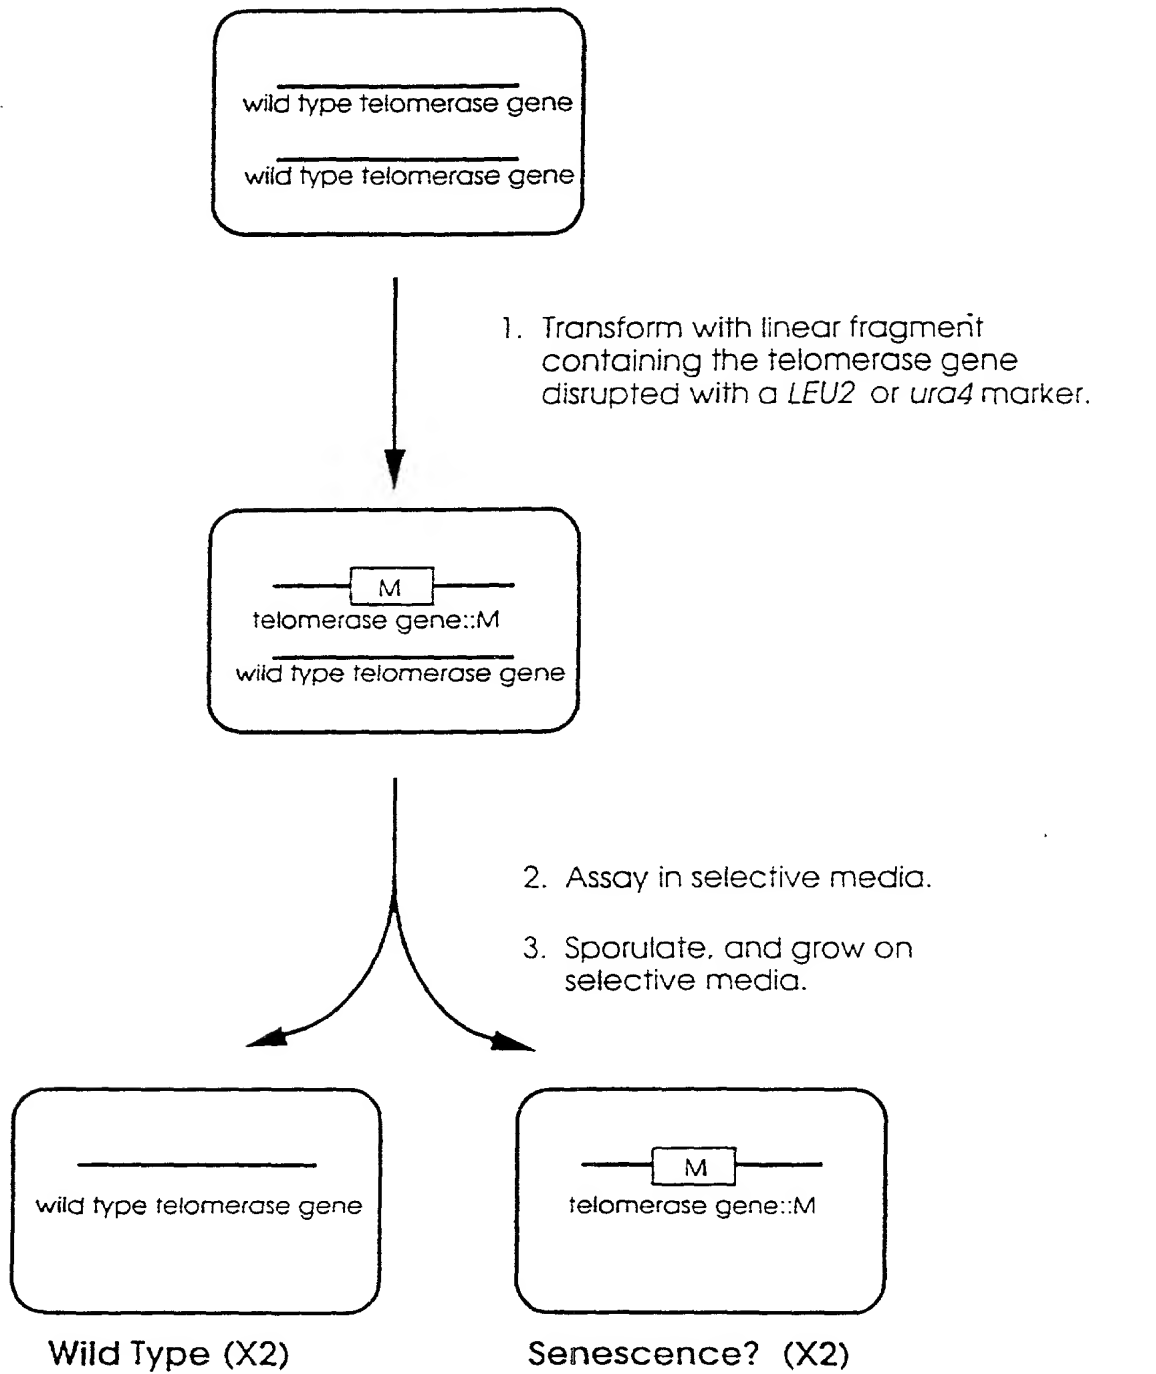 wild type telomerase gene
wild type telomerase gene
1. Transform with linear fragment
containing the telomerase gene
disrupted with a LEU2 or ura4 marker.
M
telomerase gene::M
wild type telomerase gene
2. Assay in selective media.
3. Sporulate, and grow on
selective media.
wild type telomerase gene
M
telomerase gene::M
Wild Type (X2)
Senescence? (X2)